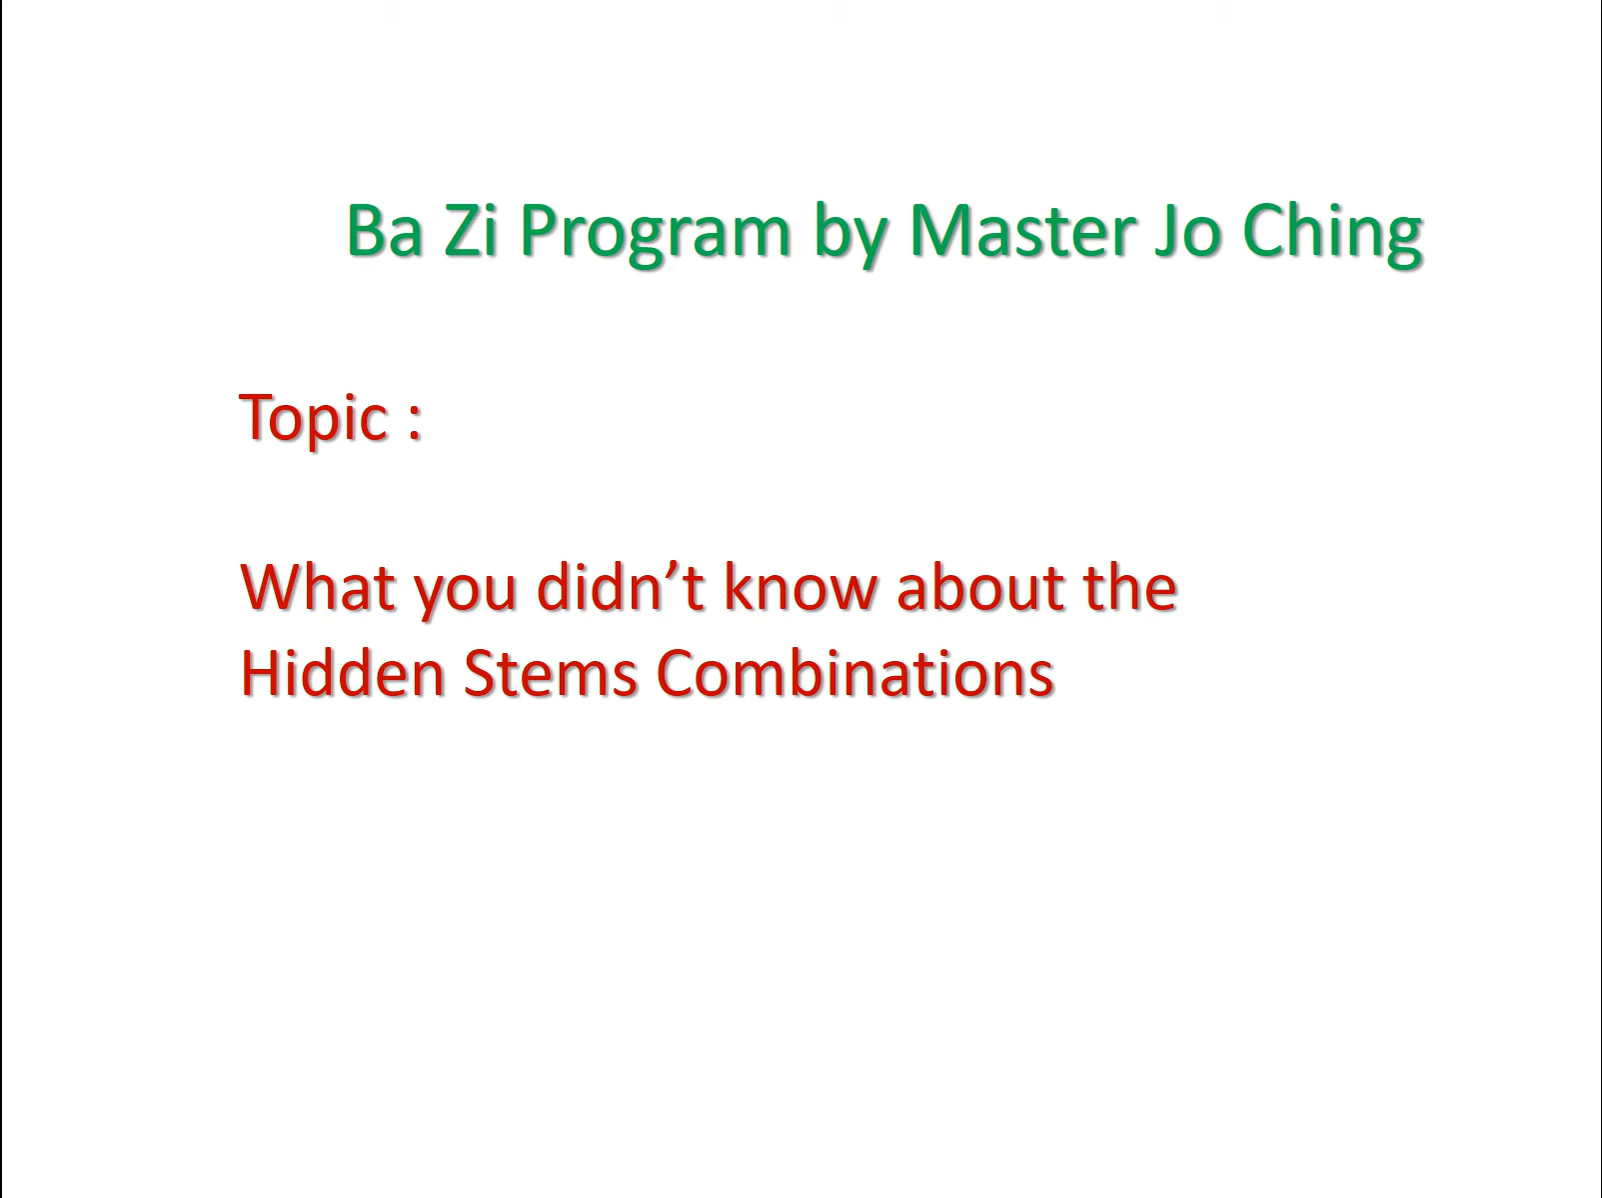 Ba Zi Program by Master Jo Ching
Topic :
What you didn’t know about the
Hidden Stems Combinations